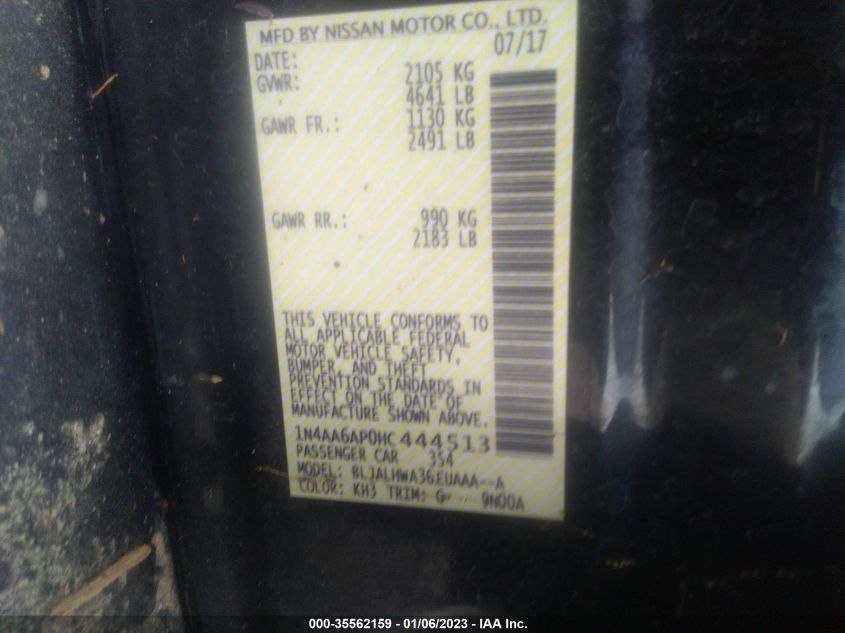 MFD BY NISSAN MOTOR CO., LTD.
DATE: 07/17
GVWR: 2105 KG
4641 LB
GAWR FR.: 1130 KG
2491 LB
GAWR RR.: 990 KG
2183 LB
THIS VEHICLE CONFORMS TO
ALL APPLICABLE FEDERAL
MOTOR VEHICLE SAFETY,
BUMPER, AND THEFT
PREVENTION STANDARDS IN
EFFECT ON THE DATE OF
MANUFACTURE SHOWN ABOVE.
1N4AA6AP0HC444513
PASSENGER CAR 354
MODEL: BLJALHWA36EUAAA--A
COLOR: KH3 TRIM: G
000-35562159 - 01/06/2023 - IAA Inc.